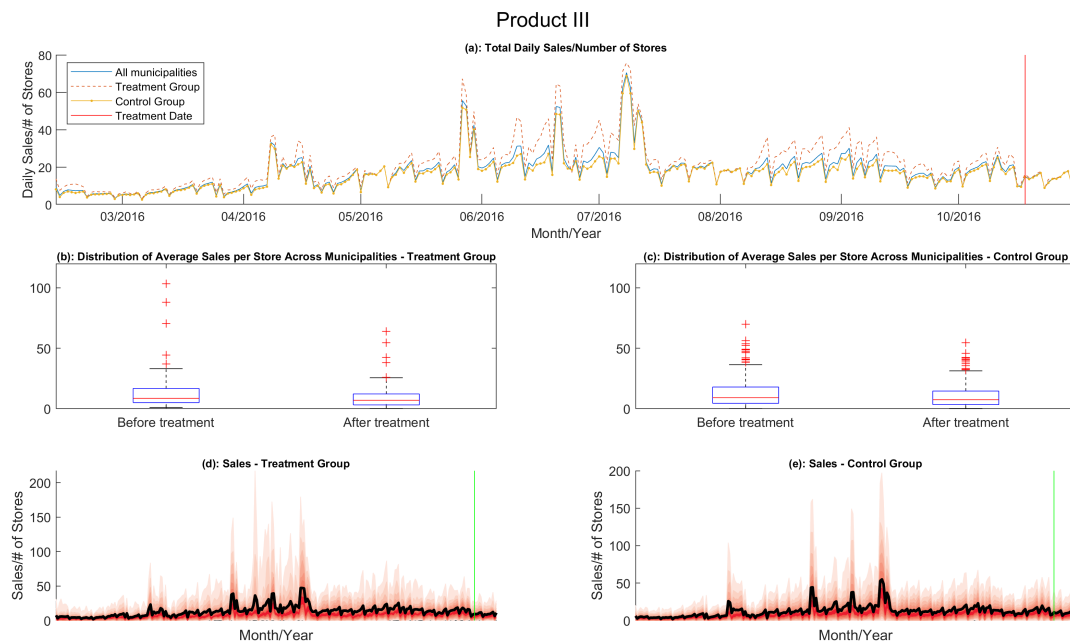 Product III
(a): Total Daily Sales/Number of Stores
Daily Sales/# of Stores
80
60
40
20
0
All municipalities
Treatment Group
Control Group
Treatment Date
03/2016 04/2016 05/2016 06/2016 07/2016 08/2016 09/2016 10/2016
Month/Year
(b): Distribution of Average Sales per Store Across Municipalities - Treatment Group
100
50
0
Before treatment After treatment
(c): Distribution of Average Sales per Store Across Municipalities - Control Group
100
50
0
Before treatment After treatment
(d): Sales - Treatment Group
Sales/# of Stores
200
150
100
50
0
Month/Year
(e): Sales - Control Group
Sales/# of Stores
200
150
100
50
0
Month/Year